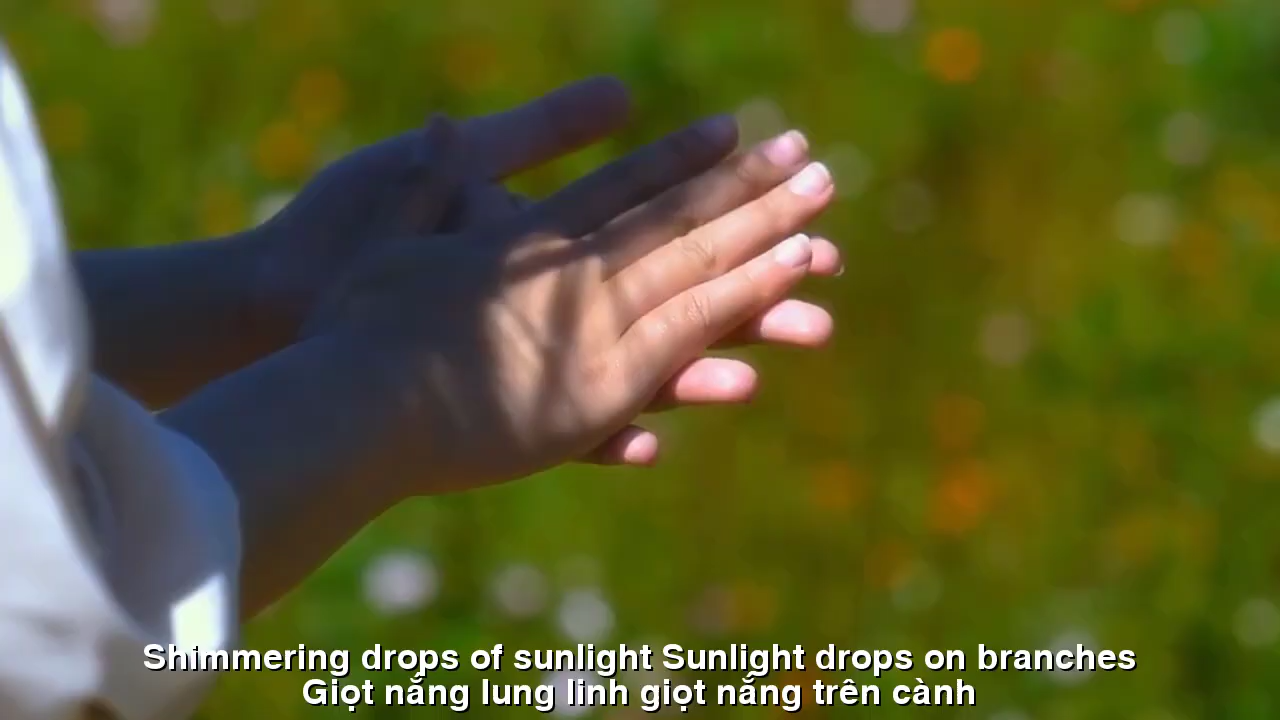 Shimmering drops of sunlight Sunlight drops on branches
Giọt nắng lung linh giọt nắng trên cành